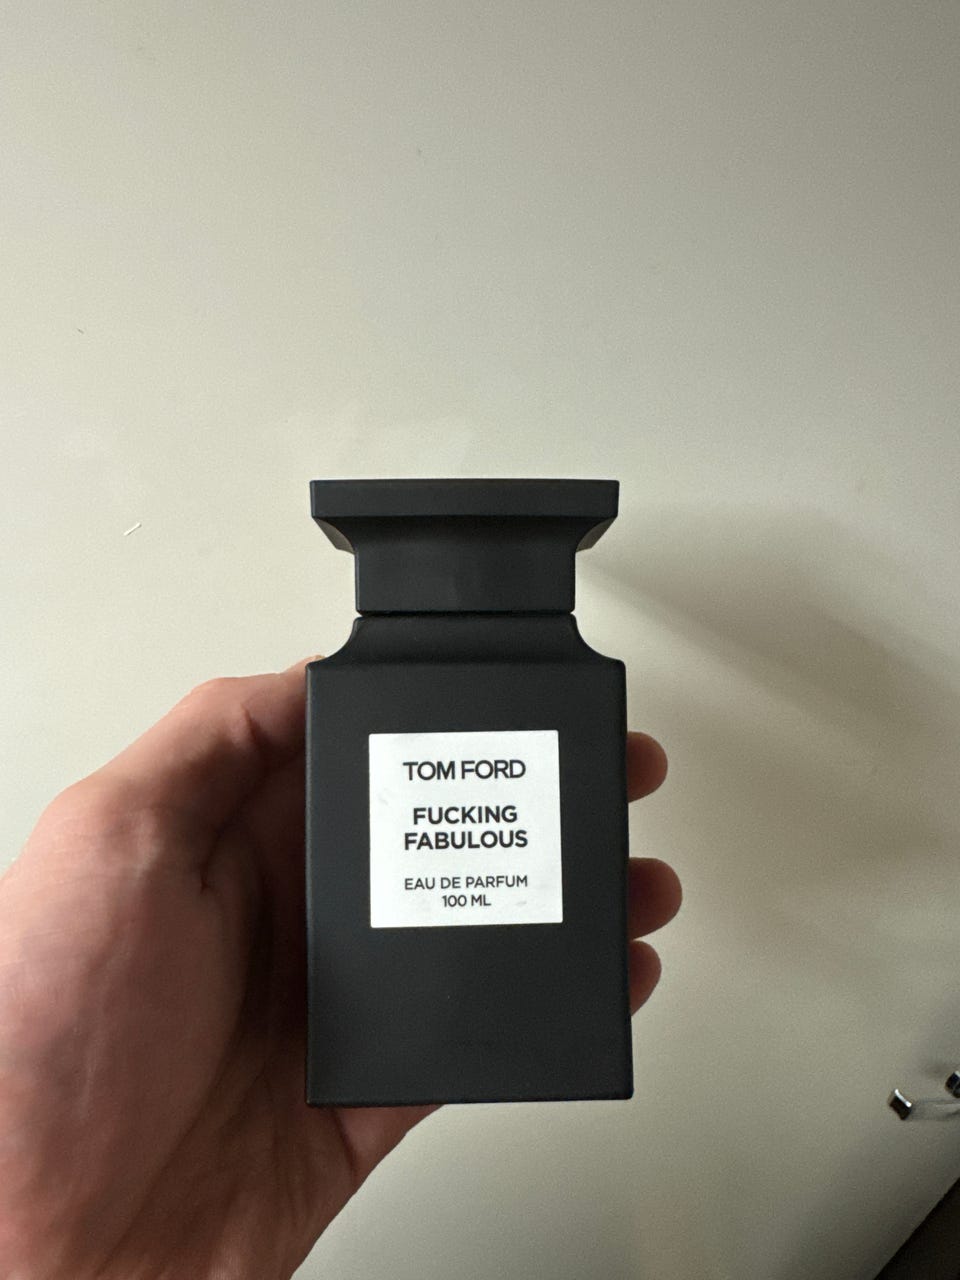 TOM FORD
FUCKING
FABULOUS
EAU DE PARFUM
100 ML